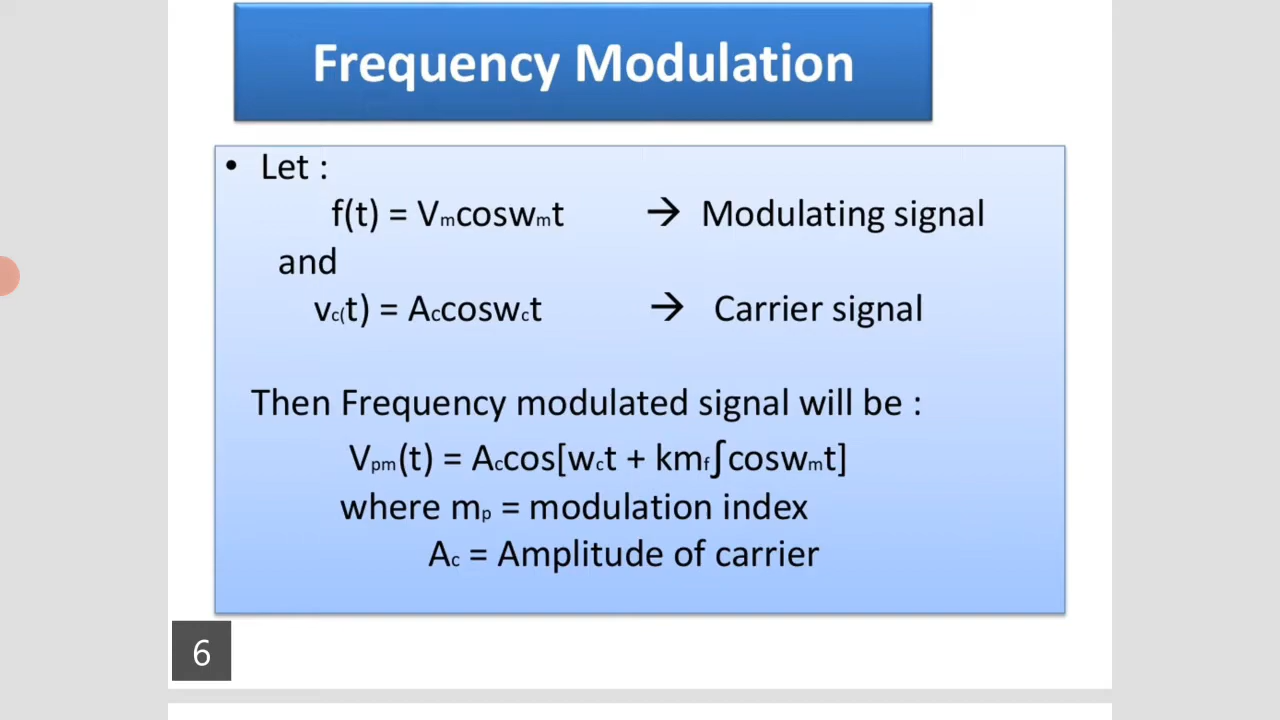 Frequency Modulation
• Let :
f(t) = Vmcoswmt → Modulating signal
and
vc(t) = Accoswct → Carrier signal
Then Frequency modulated signal will be :
Vpm(t) = Accos[wct + kmf∫coswmt]
where mp = modulation index
Ac = Amplitude of carrier
6